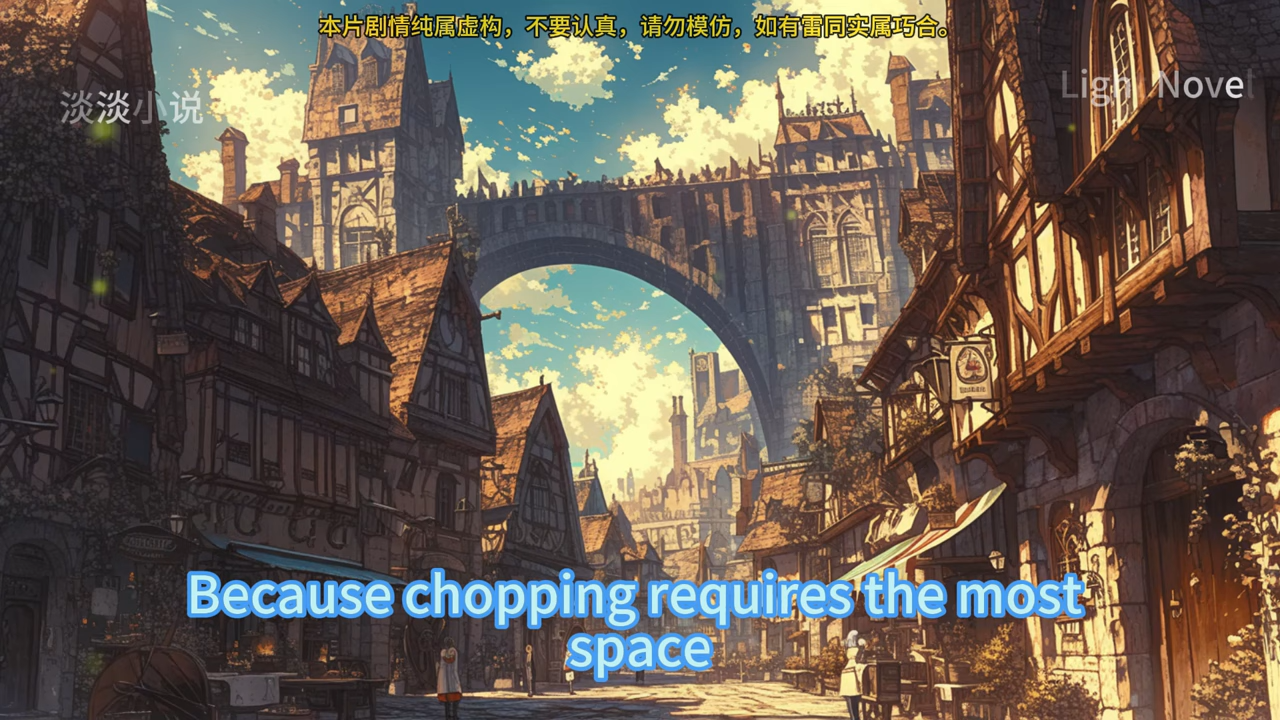 本片剧情纯属虚构，不要认真，请勿模仿，如有雷同实属巧合。
淡淡小说
Light Novel
Because chopping requires the most
space